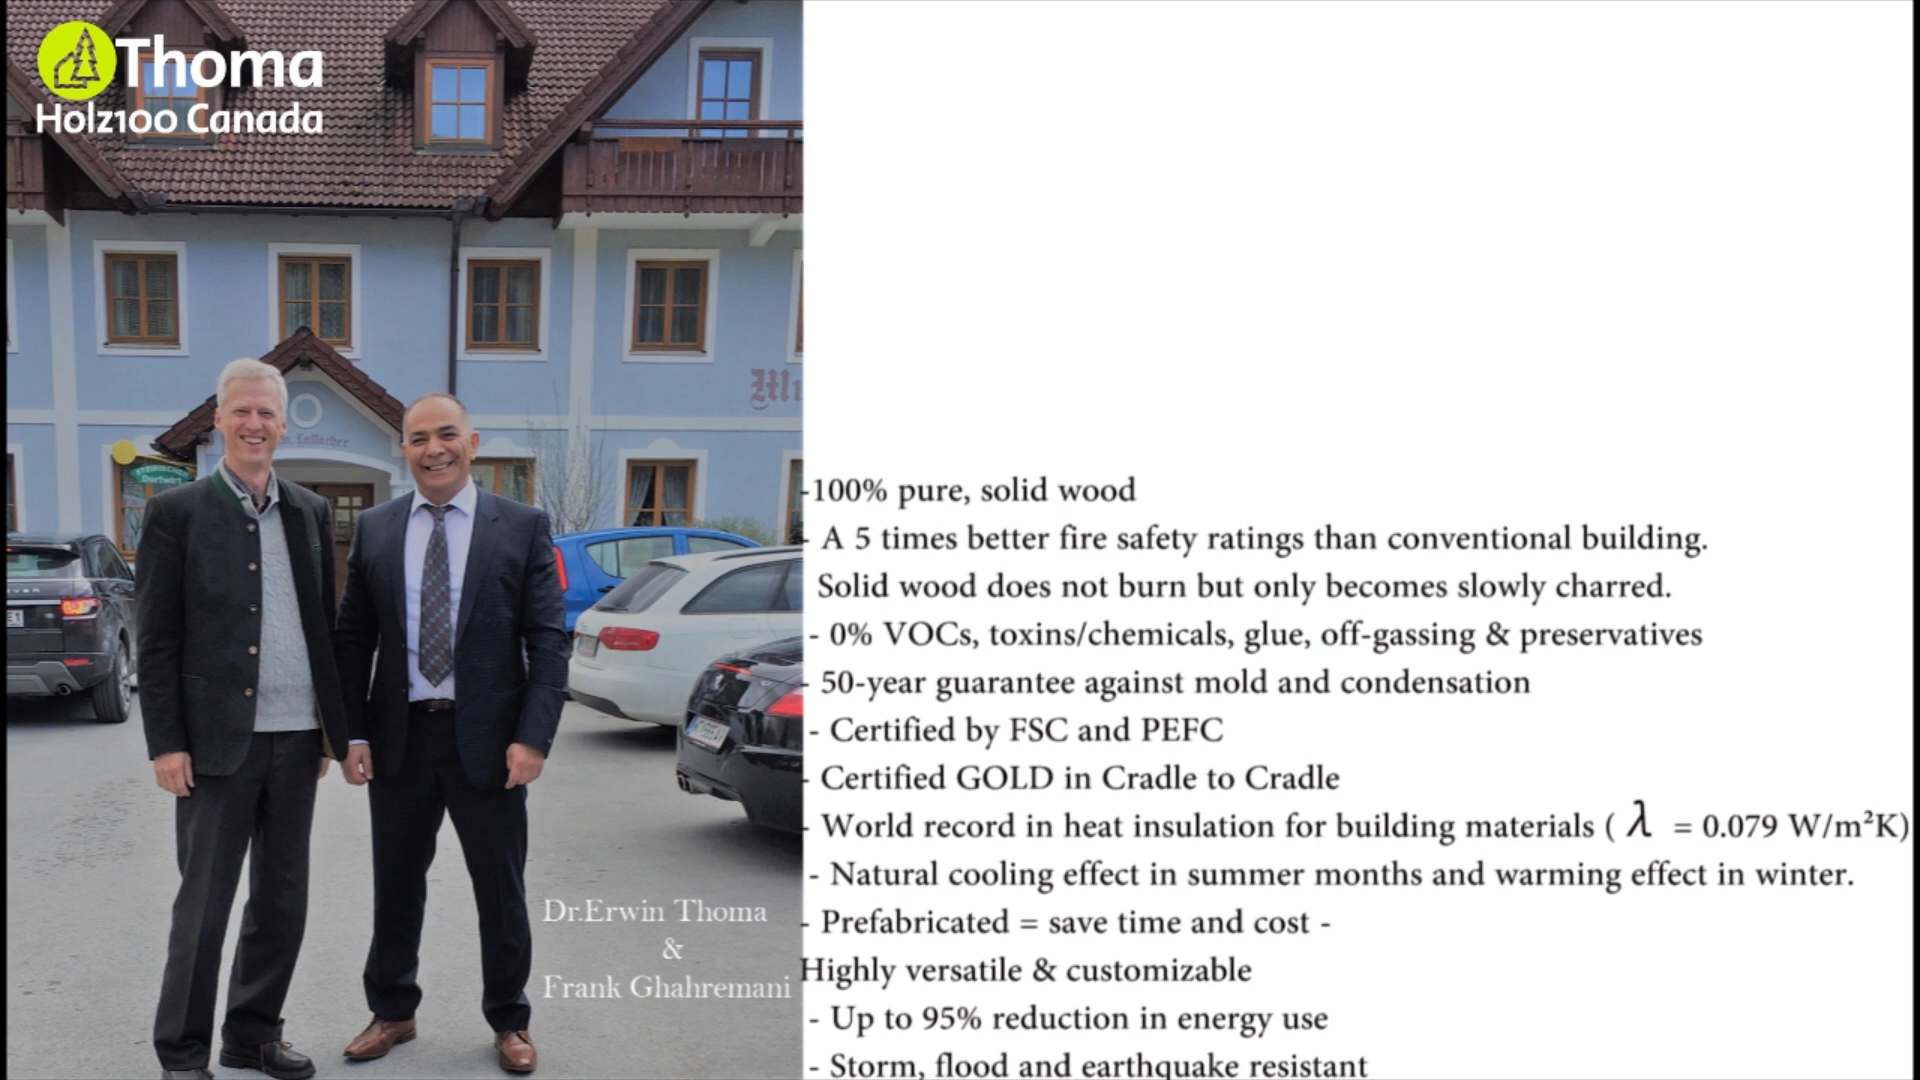 Thoma
Holz100 Canada
Mi
STEIRISCHER
Dorfwirt
Dr.Erwin Thoma
&
Frank Ghahremani
-100% pure, solid wood
- A 5 times better fire safety ratings than conventional building.
Solid wood does not burn but only becomes slowly charred.
- 0% VOCs, toxins/chemicals, glue, off-gassing & preservatives
- 50-year guarantee against mold and condensation
- Certified by FSC and PEFC
- Certified GOLD in Cradle to Cradle
- World record in heat insulation for building materials ( λ = 0.079 W/m²K)
- Natural cooling effect in summer months and warming effect in winter.
- Prefabricated = save time and cost -
Highly versatile & customizable
- Up to 95% reduction in energy use
- Storm, flood and earthquake resistant